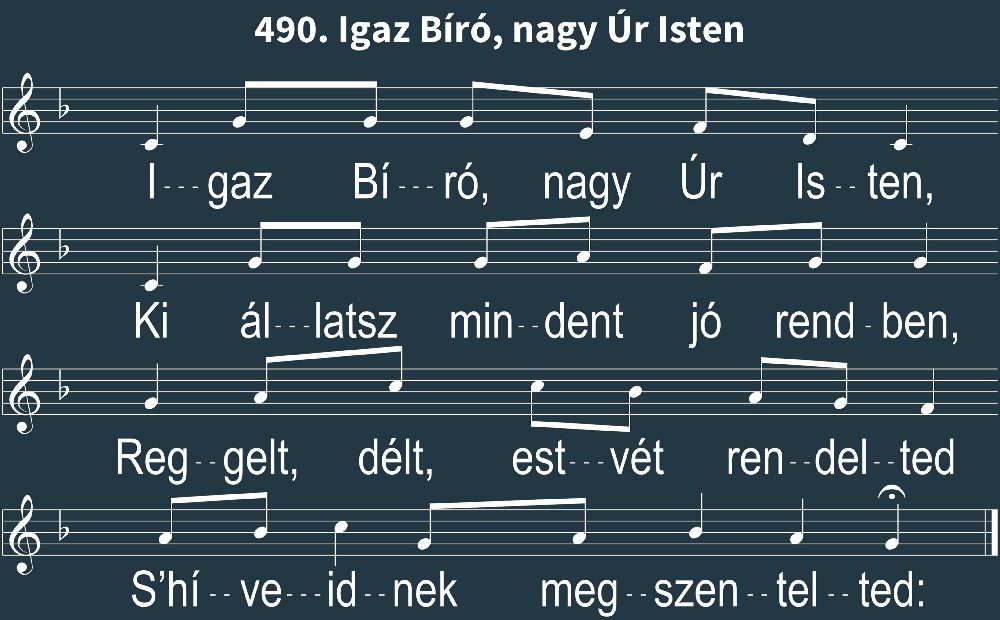 490. Igaz Bíró, nagy Úr Isten
I---gaz Bí---ró, nagy Úr Is--ten,
Ki ál---latsz min--dent jó rend-ben,
Reg--gelt, délt, est---vét ren--del--ted
S'hí--ve---id--nek meg--szen--tel--ted: